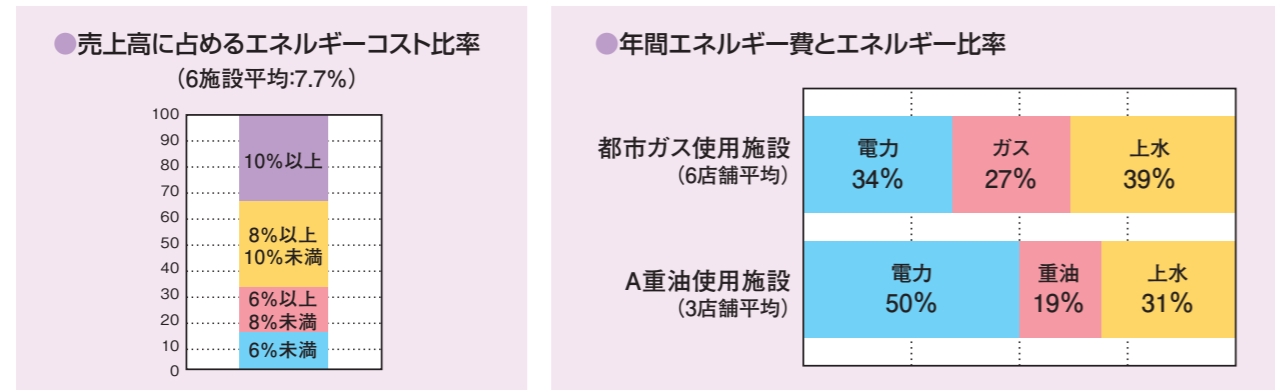 ●売上高に占めるエネルギーコスト比率
（6施設平均：7.7%）
100
90
80
70
60
50
40
30
20
10
0
10%以上
8%以上
10%未満
6%以上
8%未満
6%未満
●年間エネルギー費とエネルギー比率
都市ガス使用施設
（6店舗平均）
電力
34%
ガス
27%
上水
39%
A重油使用施設
（3店舗平均）
電力
50%
重油
19%
上水
31%